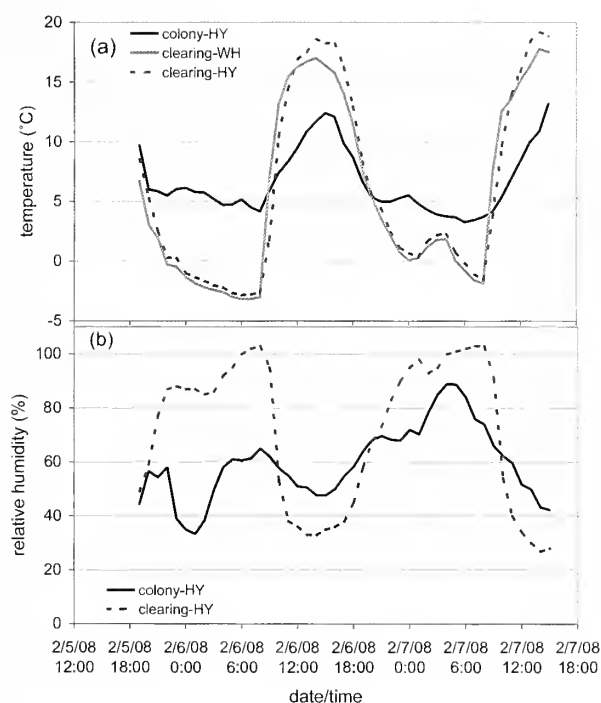 (a)
colony-HY
clearing-WH
clearing-HY
temperature (°C)
20
15
10
5
0
-5
(b)
relative humidity (%)
100
80
60
40
20
0
colony-HY
clearing-HY
2/5/08 2/5/08 2/6/08 2/6/08 2/6/08 2/6/08 2/7/08 2/7/08 2/7/08 2/7/08
12:00 18:00 0:00 6:00 12:00 18:00 0:00 6:00 12:00 18:00
date/time